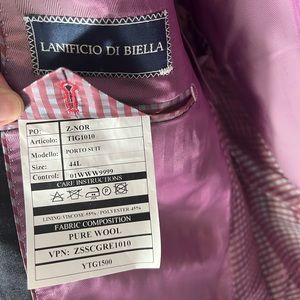 LANIFICIO DI BIELLA
PO: Z-NOR
Articolo: TIG1010
Modello: PORTO SUIT
Size: 44L
Control: 01WWW9999
CARE INSTRUCTIONS
LINING-VISCOSE 55% / POLYESTER 45%
FABRIC COMPOSITION
PURE WOOL
VPN: ZSSCGRE1010
YTG1500